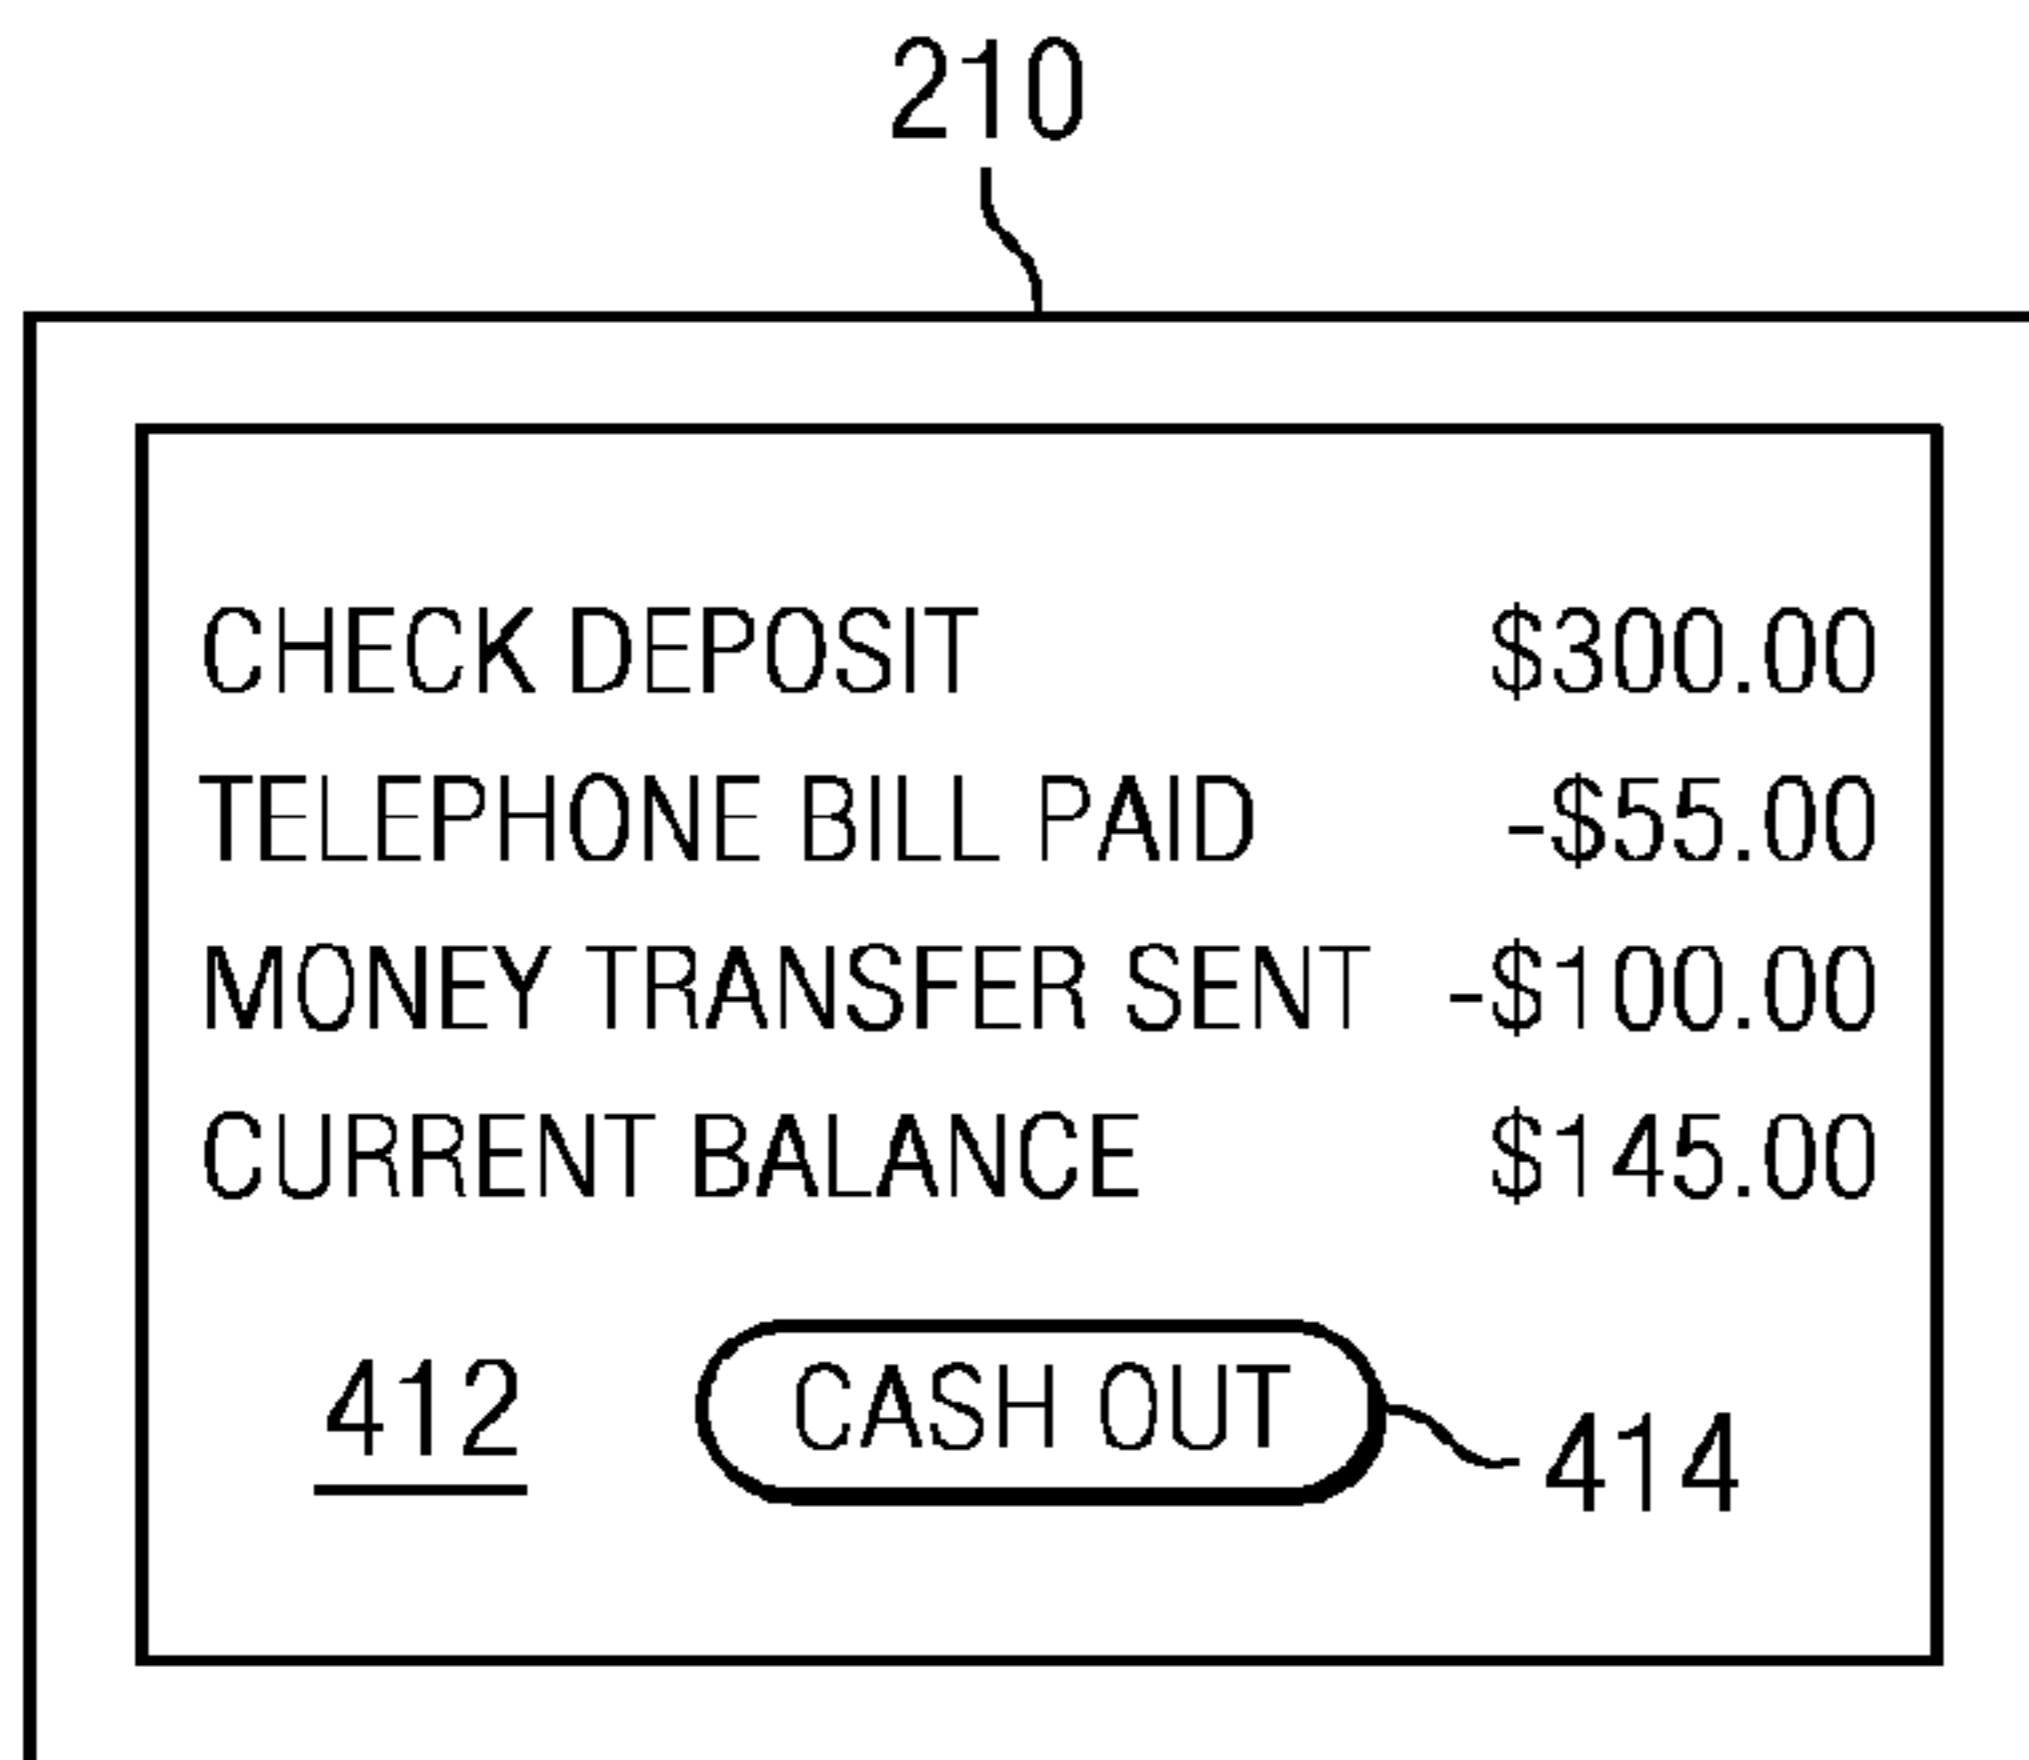 210
CHECK DEPOSIT $300.00
TELEPHONE BILL PAID -$55.00
MONEY TRANSFER SENT -$100.00
CURRENT BALANCE $145.00
412 CASH OUT 414